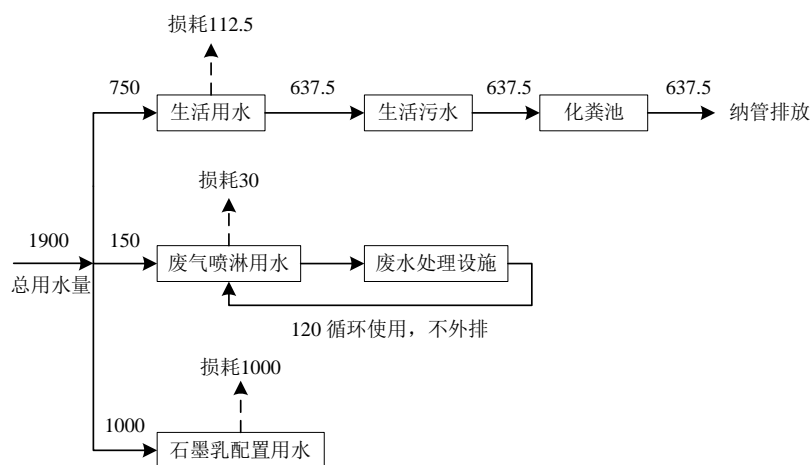 损耗112.5
750
生活用水
637.5
生活污水
637.5
化粪池
637.5
纳管排放
损耗30
1900
总用水量
150
废气喷淋用水
废水处理设施
120 循环使用，不外排
损耗1000
1000
石墨乳配置用水